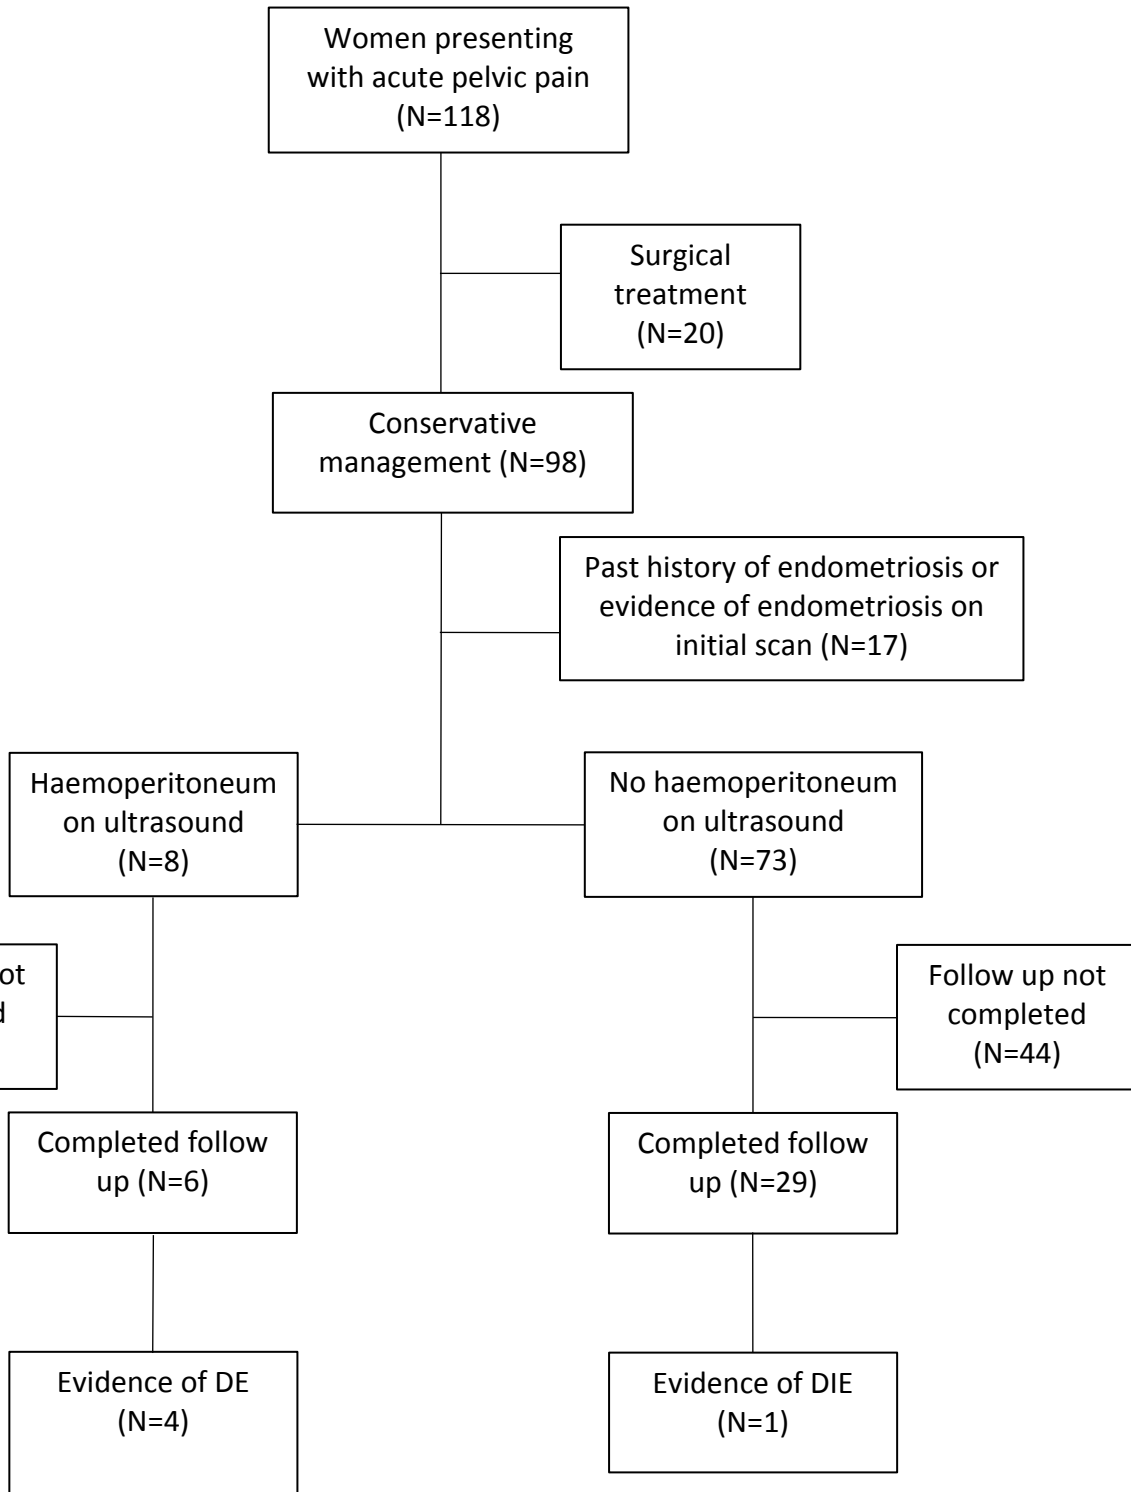 Women presenting
with acute pelvic pain
(N=118)
Surgical
treatment
(N=20)
Conservative
management (N=98)
Past history of endometriosis or
evidence of endometriosis on
initial scan (N=17)
Haemoperitoneum
on ultrasound
(N=8)
No haemoperitoneum
on ultrasound
(N=73)
Follow up not
completed
(N=44)
Completed follow
up (N=6)
Completed follow
up (N=29)
Evidence of DE
(N=4)
Evidence of DIE
(N=1)